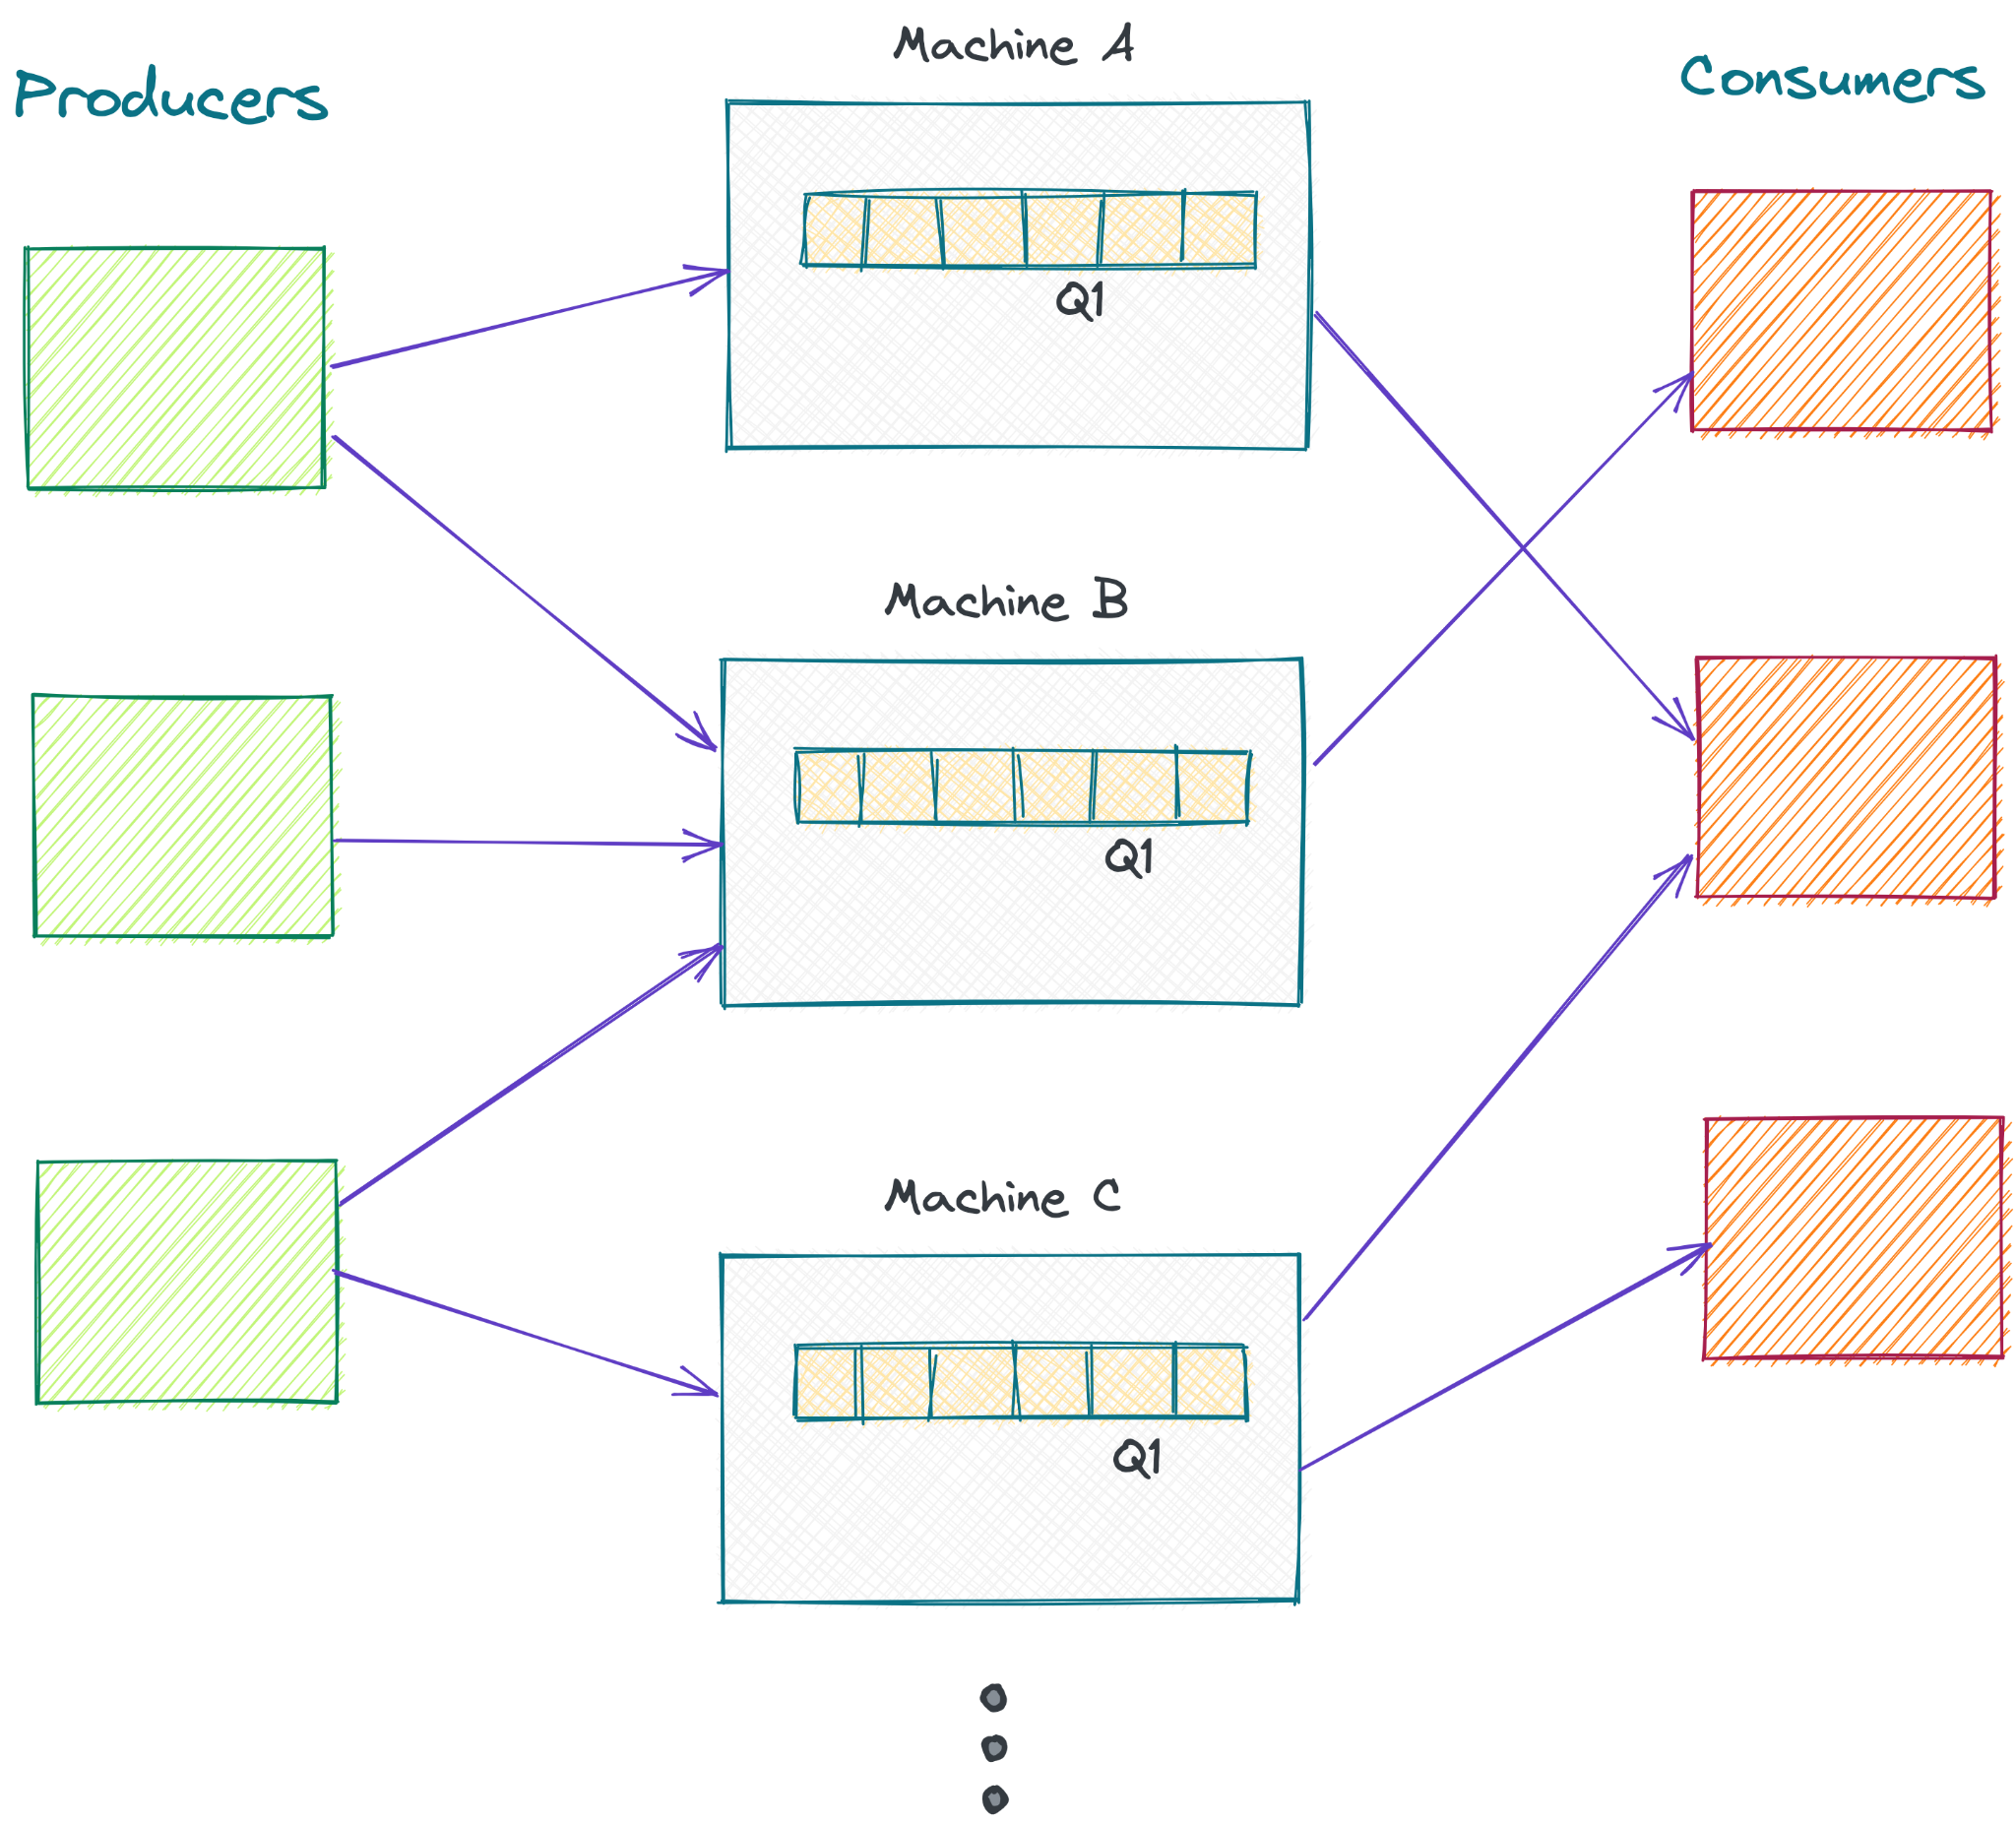 Producers
Machine A
Consumers
Q1
Machine B
Q1
Machine C
Q1